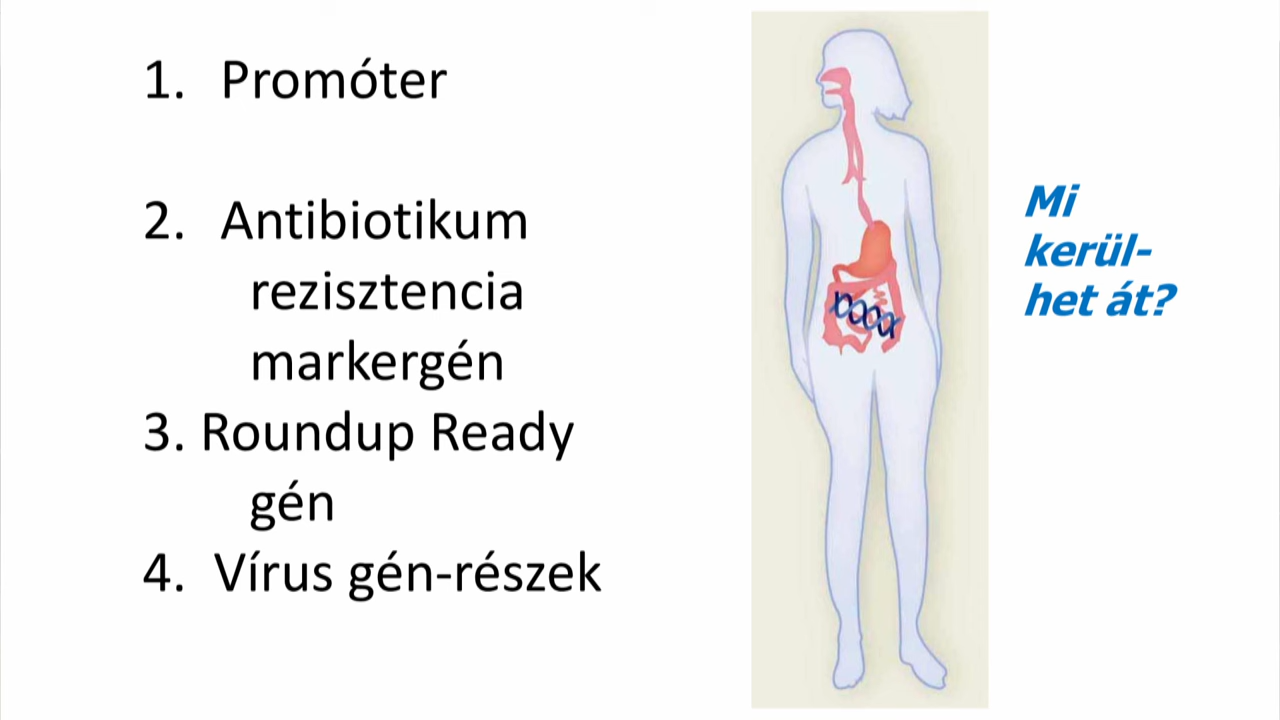 1. Promóter
2. Antibiotikum
rezisztencia
markergén
3. Roundup Ready
gén
4. Vírus gén-részek
Mi
kerül-
het át?